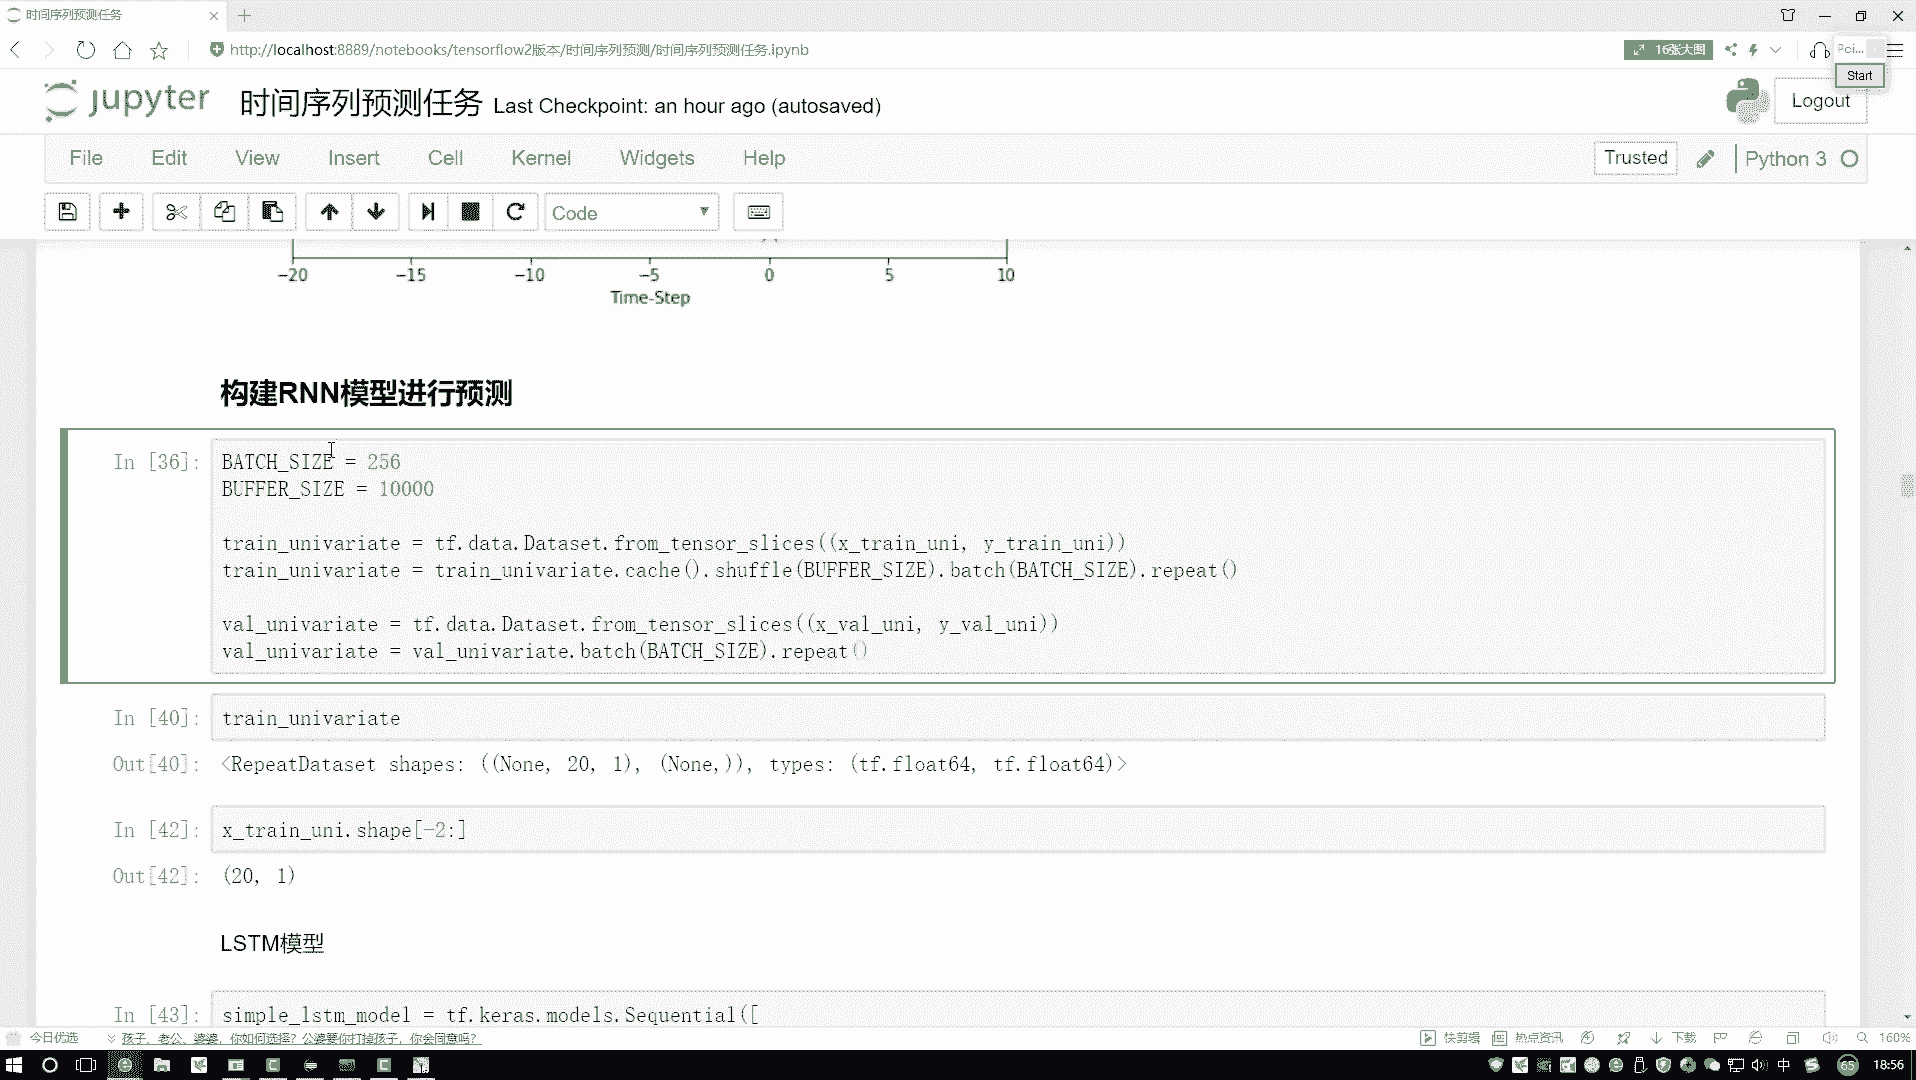 时间序列预测任务
http://localhost:8889/notebooks/tensorflow2版本/时间序列预测/时间序列预测任务.ipynb
16张大图
Poi...
Start
jupyter 时间序列预测任务 Last Checkpoint: an hour ago (autosaved)
Logout
File Edit View Insert Cell Kernel Widgets Help
Trusted
Python 3
Code
−20 −15 −10 −5 0 5 10
Time-Step
构建RNN模型进行预测
In [36]:
BATCH_SIZE = 256
BUFFER_SIZE = 10000
train_univariate = tf.data.Dataset.from_tensor_slices((x_train_uni, y_train_uni))
train_univariate = train_univariate.cache().shuffle(BUFFER_SIZE).batch(BATCH_SIZE).repeat()
val_univariate = tf.data.Dataset.from_tensor_slices((x_val_uni, y_val_uni))
val_univariate = val_univariate.batch(BATCH_SIZE).repeat()
In [40]: train_univariate
Out[40]: <RepeatDataset shapes: ((None, 20, 1), (None,)), types: (tf.float64, tf.float64)>
In [42]: x_train_uni.shape[-2:]
Out[42]: (20, 1)
LSTM模型
In [43]: simple_lstm_model = tf.keras.models.Sequential([
今日优选 孩子、老公、婆婆，你如何选择？公婆要你打掉孩子，你会同意吗？
快剪辑 热点资讯 下载 160%
中 65 18:56